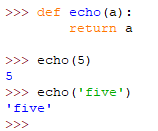 >>> def echo(a):
        return a

>>> echo(5)
5
>>> echo('five')
'five'
>>>